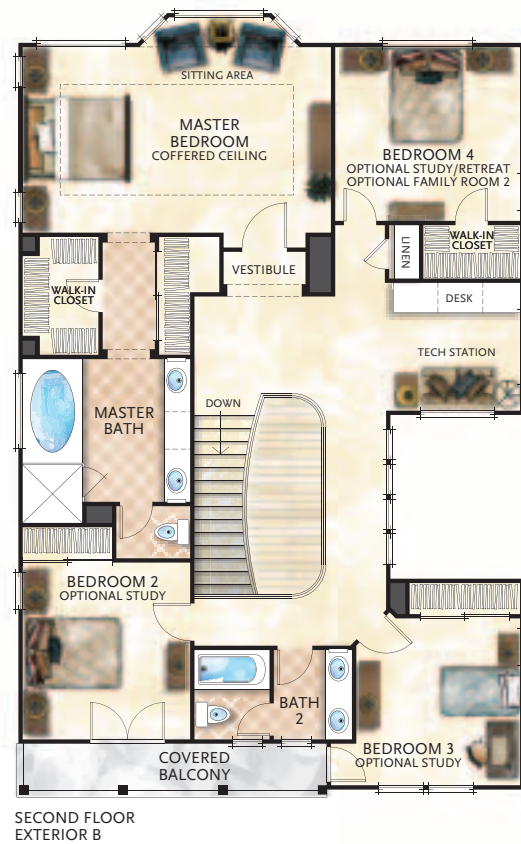 SITTING AREA
MASTER
BEDROOM
COFFERED CEILING
BEDROOM 4
OPTIONAL STUDY/RETREAT
OPTIONAL FAMILY ROOM 2
WALK-IN
CLOSET
LINEN
WALK-IN
CLOSET
VESTIBULE
DESK
TECH STATION
MASTER
BATH
DOWN
BEDROOM 2
OPTIONAL STUDY
BATH
2
BEDROOM 3
OPTIONAL STUDY
COVERED
BALCONY
SECOND FLOOR
EXTERIOR B